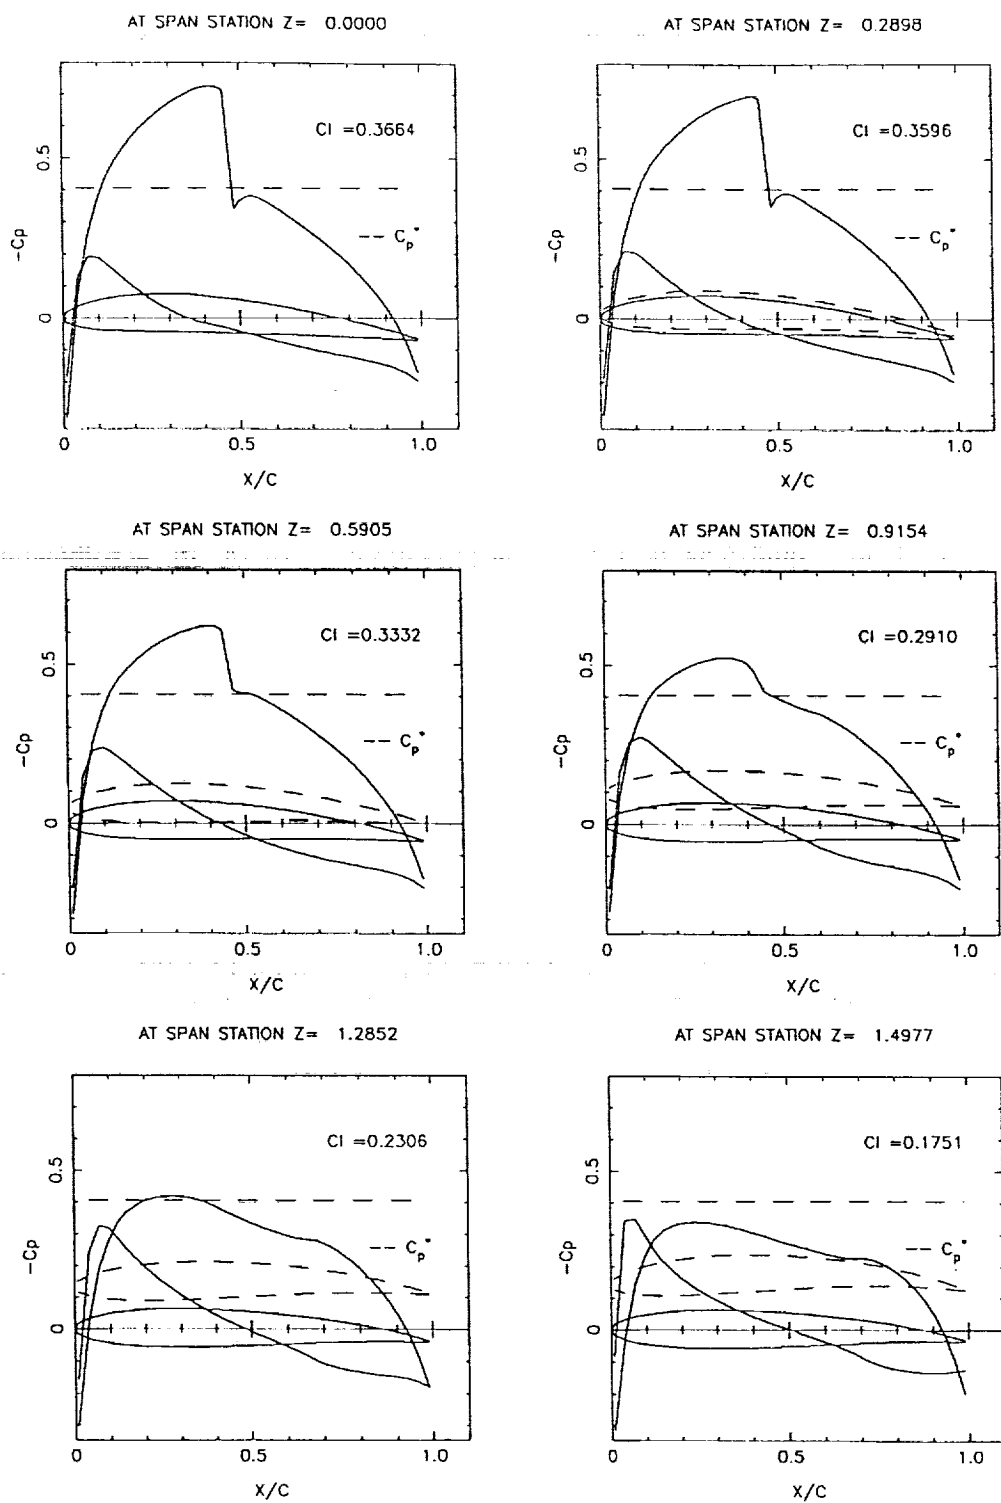 AT SPAN STATION Z= 0.0000
Cl =0.3664
0.5
-- Cp*
-Cp
0
0 0.5 1.0
X/C
AT SPAN STATION Z= 0.2898
Cl =0.3596
0.5
-- Cp*
-Cp
0
0 0.5 1.0
X/C
AT SPAN STATION Z= 0.5905
Cl =0.3332
0.5
-- Cp*
-Cp
0
0 0.5 1.0
X/C
AT SPAN STATION Z= 0.9154
Cl =0.2910
0.5
-- Cp*
-Cp
0
0 0.5 1.0
X/C
AT SPAN STATION Z= 1.2852
Cl =0.2306
0.5
-- Cp*
-Cp
0
0 0.5 1.0
X/C
AT SPAN STATION Z= 1.4977
Cl =0.1751
0.5
-- Cp*
-Cp
0
0 0.5 1.0
X/C